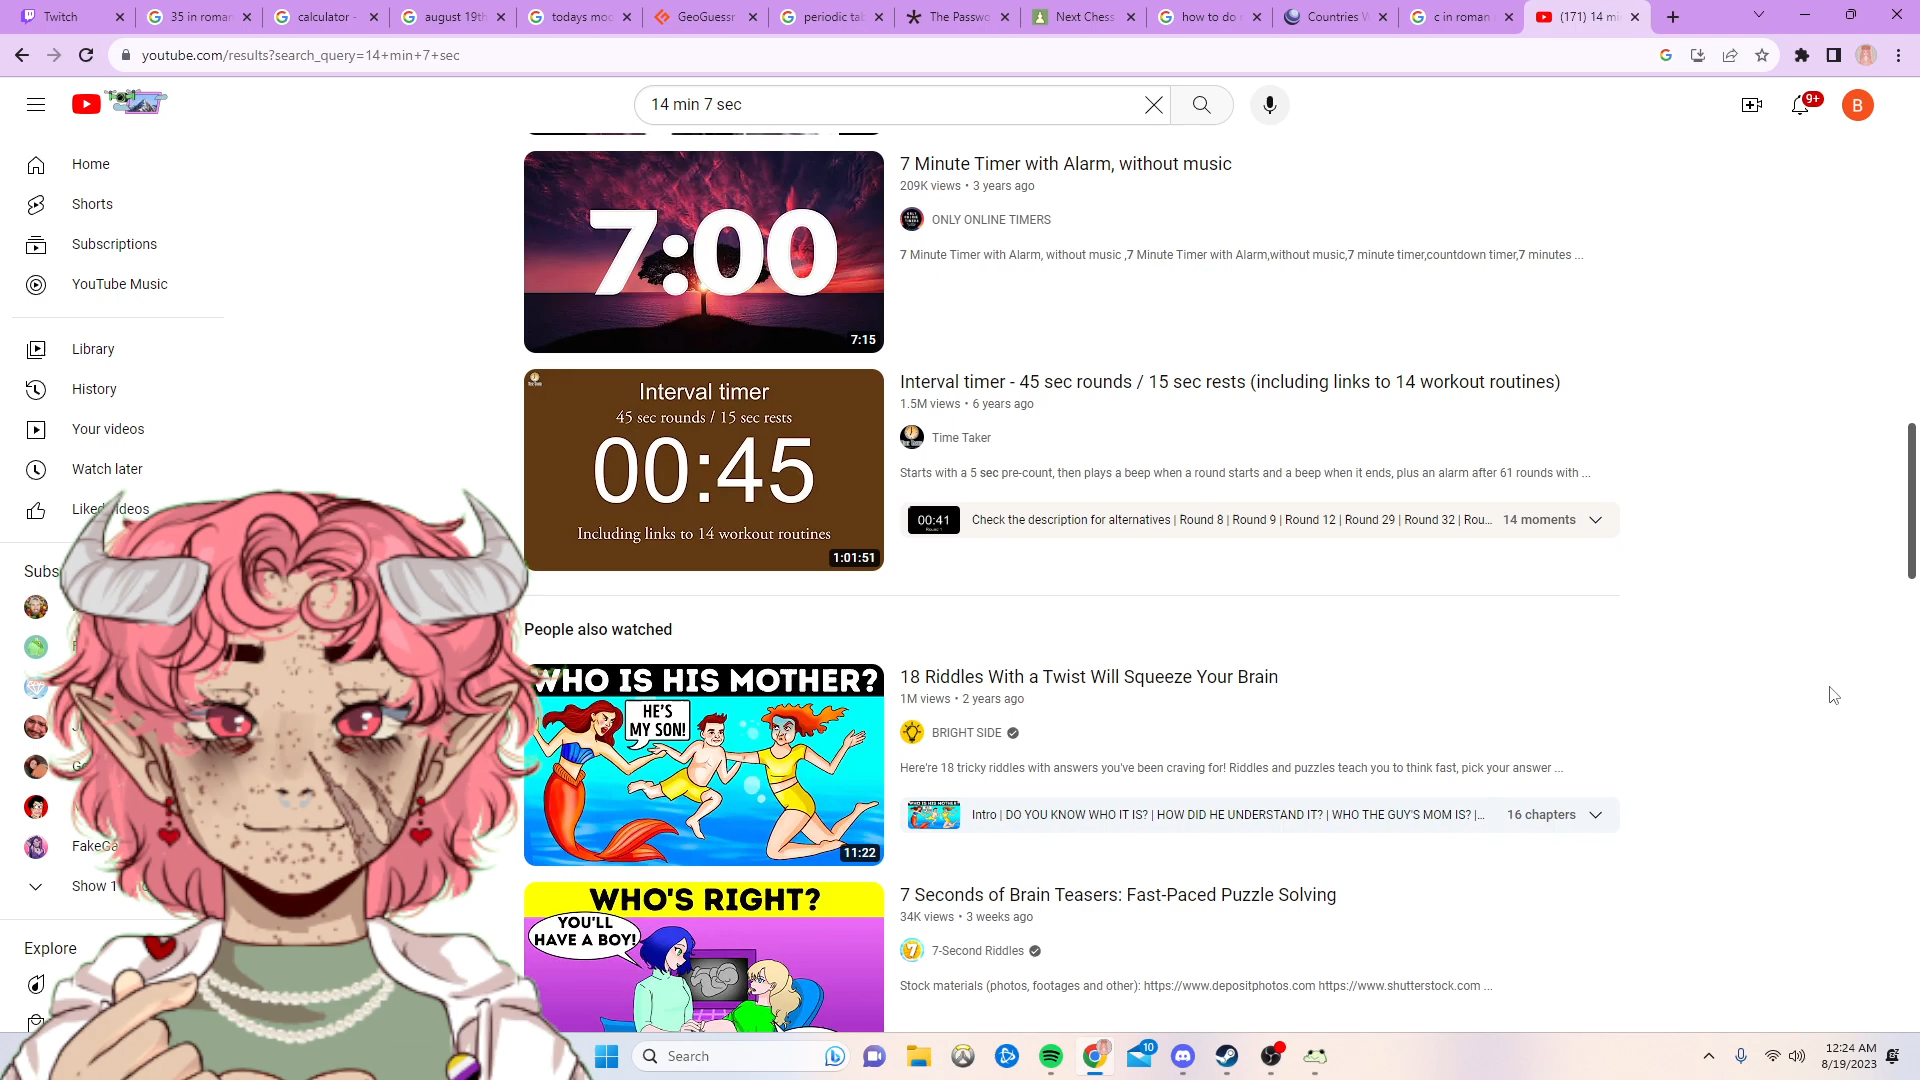 Twitch
35 in roman
calculator -
august 19th
todays moo
GeoGuessr
periodic tab
The Passwo
Next Chess
how to do
Countries W
c in roman
(171) 14 mi
youtube.com/results?search_query=14+min+7+sec
14 min 7 sec
9+
B
Home
Shorts
Subscriptions
YouTube Music
Library
History
Your videos
Watch later
Liked videos
Subs
FakeGa
Show 1
Explore
7:00
7:15
7 Minute Timer with Alarm, without music
209K views • 3 years ago
ONLY ONLINE TIMERS
7 Minute Timer with Alarm, without music ,7 Minute Timer with Alarm,without music,7 minute timer,countdown timer,7 minutes ...
Interval timer
45 sec rounds / 15 sec rests
00:45
Including links to 14 workout routines
1:01:51
Interval timer - 45 sec rounds / 15 sec rests (including links to 14 workout routines)
1.5M views • 6 years ago
Time Taker
Starts with a 5 sec pre-count, then plays a beep when a round starts and a beep when it ends, plus an alarm after 61 rounds with ...
00:41
Check the description for alternatives | Round 8 | Round 9 | Round 12 | Round 29 | Round 32 | Rou... 14 moments
People also watched
WHO IS HIS MOTHER?
HE'S
MY SON!
11:22
18 Riddles With a Twist Will Squeeze Your Brain
1M views • 2 years ago
BRIGHT SIDE
Here're 18 tricky riddles with answers you've been craving for! Riddles and puzzles teach you to think fast, pick your answer ...
WHO IS HIS MOTHER?
Intro | DO YOU KNOW WHO IT IS? | HOW DID HE UNDERSTAND IT? | WHO THE GUY'S MOM IS? |... 16 chapters
WHO'S RIGHT?
YOU'LL
HAVE A BOY!
7 Seconds of Brain Teasers: Fast-Paced Puzzle Solving
34K views • 3 weeks ago
7-Second Riddles
Stock materials (photos, footages and other): https://www.depositphotos.com https://www.shutterstock.com ...
Search
10
12:24 AM
8/19/2023